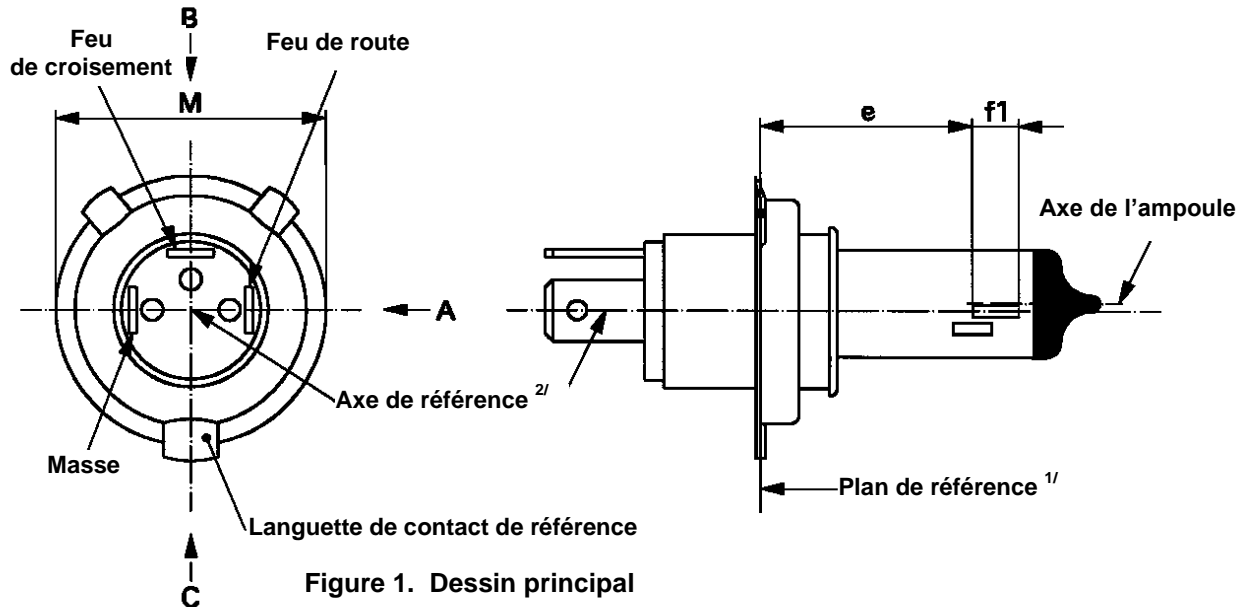 B
Feu
de croisement
Feu de route
M
A
Axe de référence 2/
Masse
Languette de contact de référence
C
e
f1
Axe de l’ampoule
Plan de référence 1/
Figure 1. Dessin principal